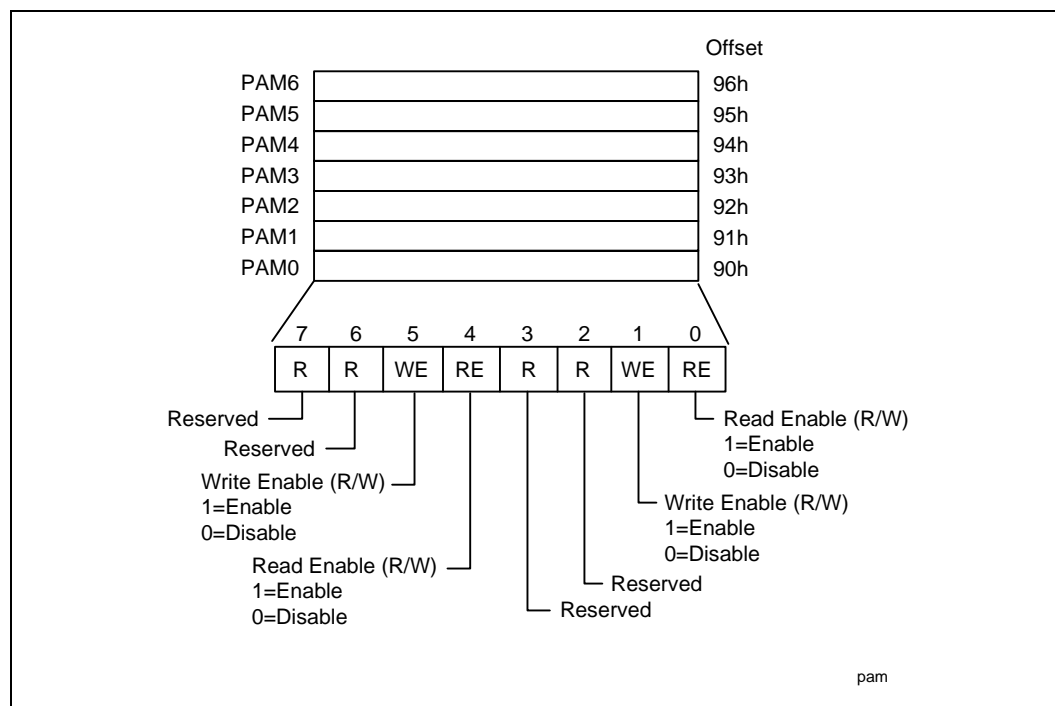 Offset
PAM6 96h
PAM5 95h
PAM4 94h
PAM3 93h
PAM2 92h
PAM1 91h
PAM0 90h
7 6 5 4 3 2 1 0
R R WE RE R R WE RE
Reserved
Reserved
Write Enable (R/W)
1=Enable
0=Disable
Read Enable (R/W)
1=Enable
0=Disable
Read Enable (R/W)
1=Enable
0=Disable
Write Enable (R/W)
1=Enable
0=Disable
Reserved
Reserved
pam